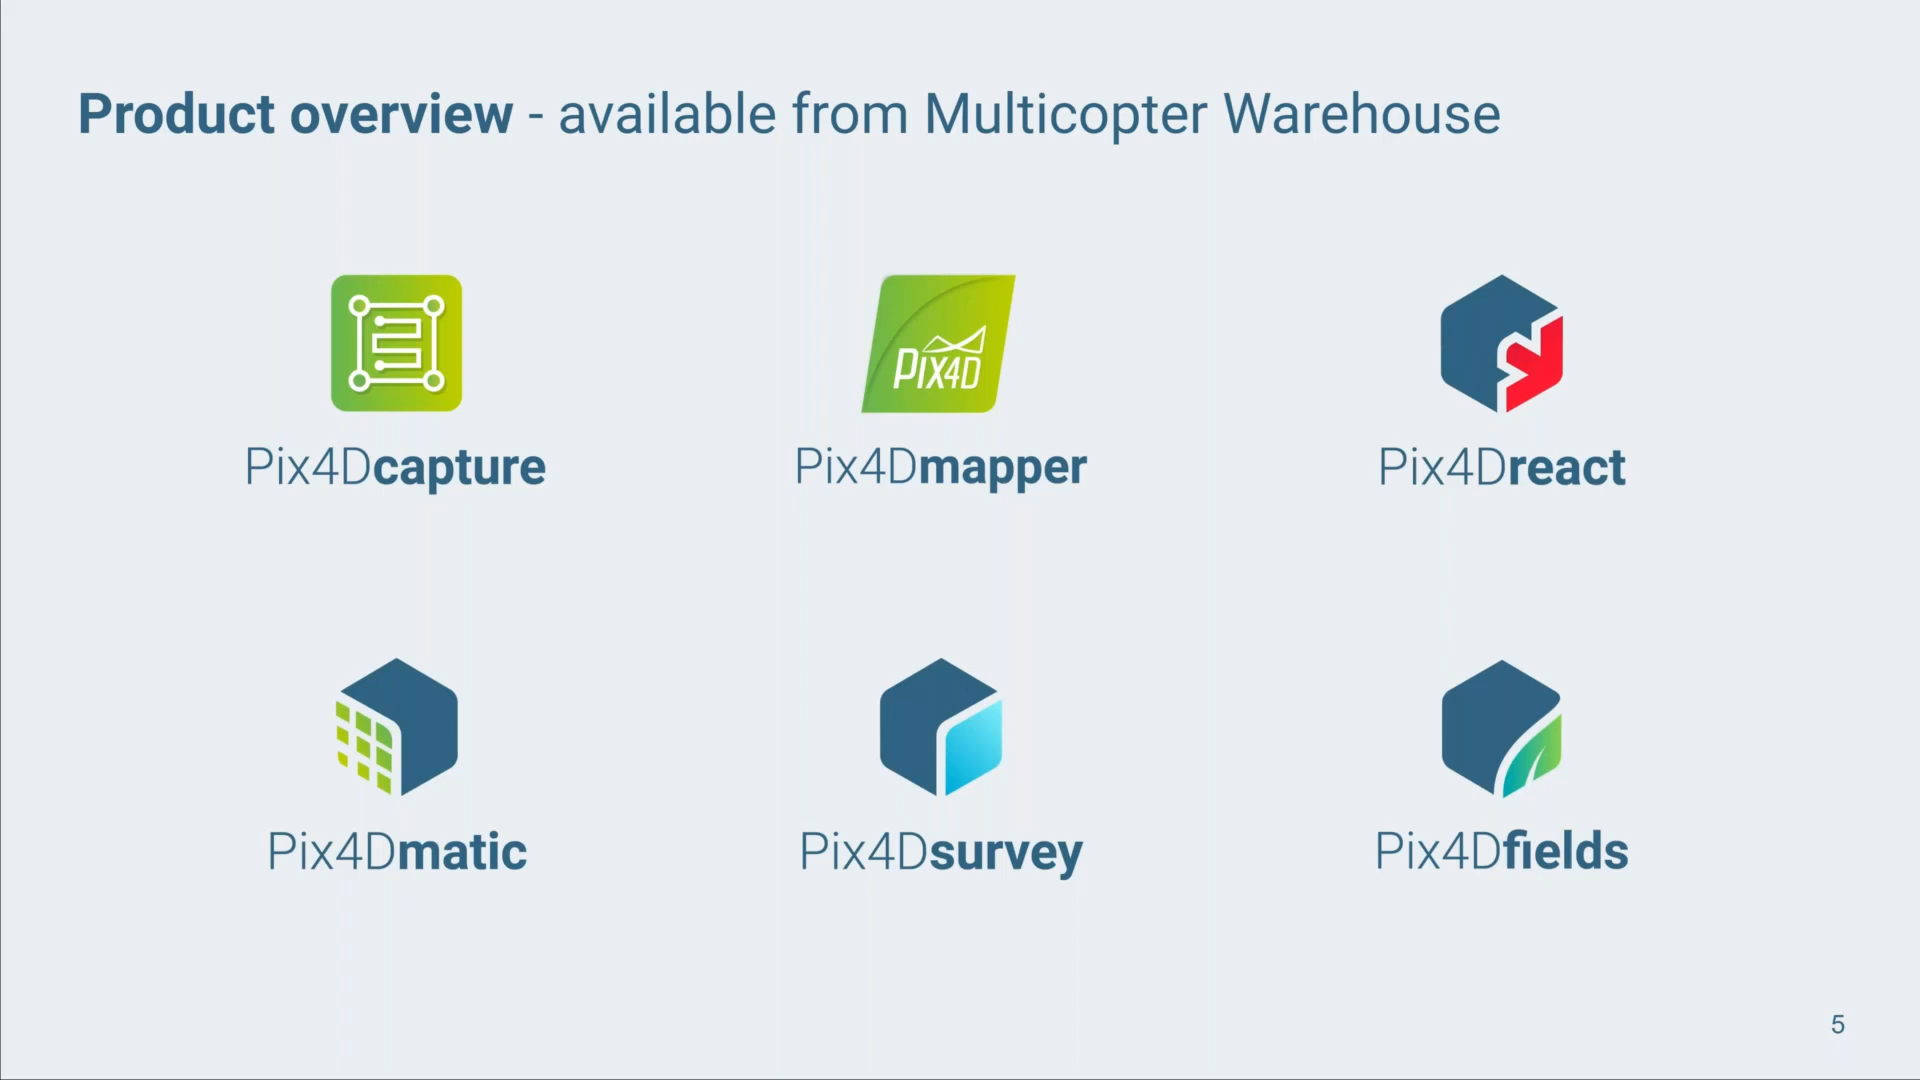 Product overview - available from Multicopter Warehouse
PIX4D
Pix4Dcapture
Pix4Dmapper
Pix4Dreact
Pix4Dmatic
Pix4Dsurvey
Pix4Dfields
5